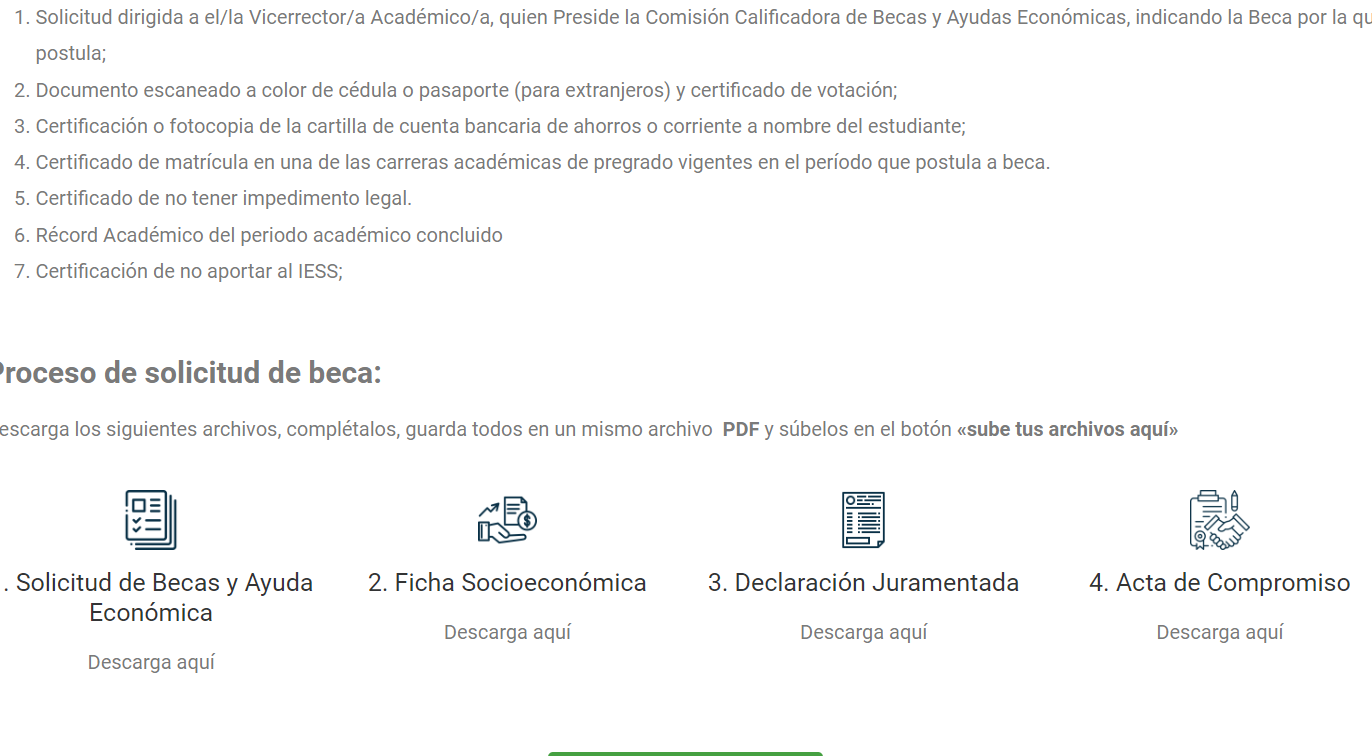 1. Solicitud dirigida a el/la Vicerrector/a Académico/a, quien Preside la Comisión Calificadora de Becas y Ayudas Económicas, indicando la Beca por la qu
postula;
2. Documento escaneado a color de cédula o pasaporte (para extranjeros) y certificado de votación;
3. Certificación o fotocopia de la cartilla de cuenta bancaria de ahorros o corriente a nombre del estudiante;
4. Certificado de matrícula en una de las carreras académicas de pregrado vigentes en el período que postula a beca.
5. Certificado de no tener impedimento legal.
6. Récord Académico del periodo académico concluido
7. Certificación de no aportar al IESS;
Proceso de solicitud de beca:
escarga los siguientes archivos, complétalos, guarda todos en un mismo archivo PDF y súbelos en el botón «sube tus archivos aquí»
. Solicitud de Becas y Ayuda
Económica
Descarga aquí
2. Ficha Socioeconómica
Descarga aquí
3. Declaración Juramentada
Descarga aquí
4. Acta de Compromiso
Descarga aquí